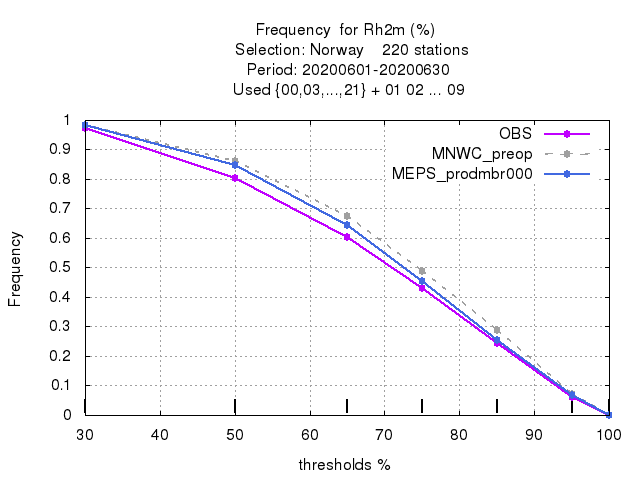 Frequency  for Rh2m (%)
Selection: Norway    220 stations
Period: 20200601-20200630
Used {00,03,...,21} + 01 02 ... 09
OBS
MNWC_preop
MEPS_prodmbr000
Frequency
1
0.9
0.8
0.7
0.6
0.5
0.4
0.3
0.2
0.1
0
30 40 50 60 70 80 90 100
thresholds %